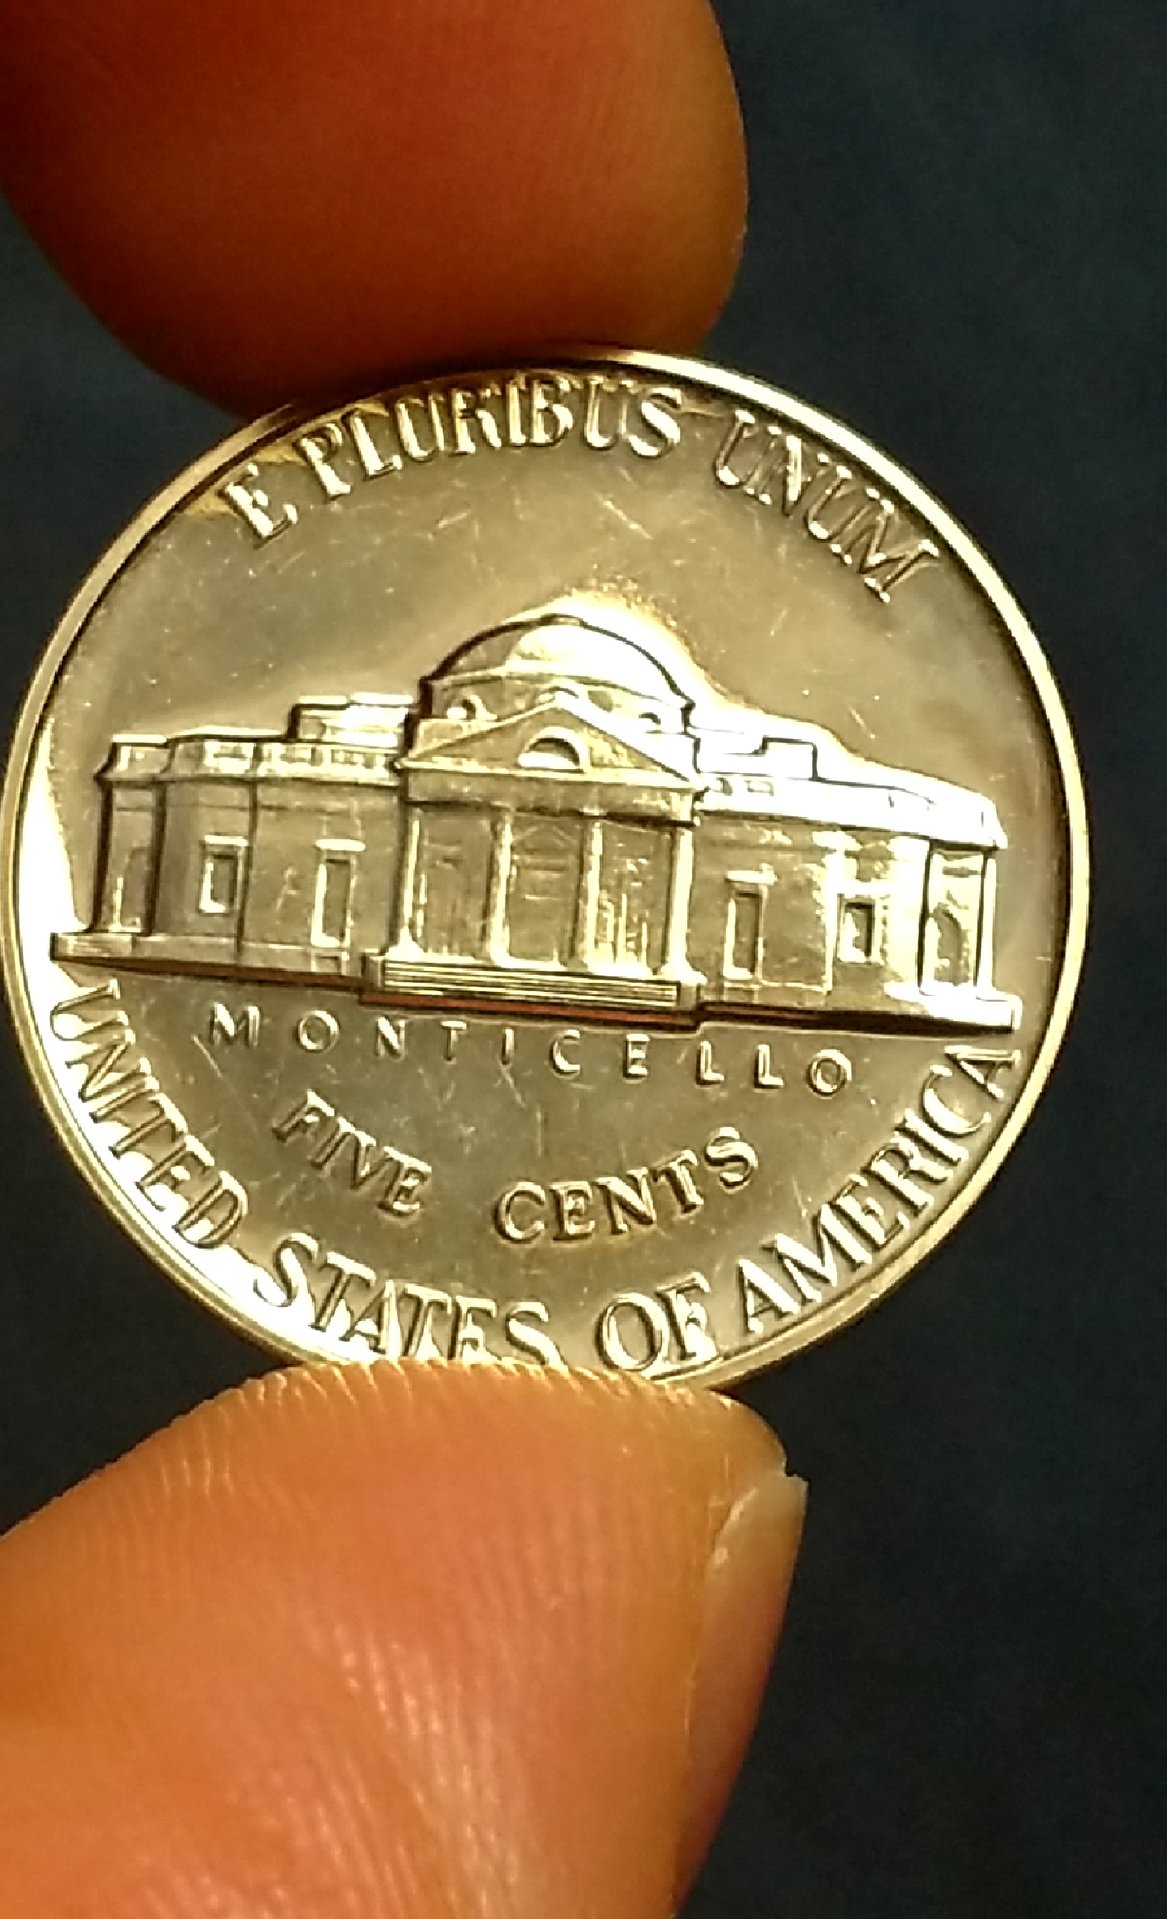 E PLURIBUS UNUM
MONTICELLO
FIVE CENTS
UNITED STATES OF AMERICA